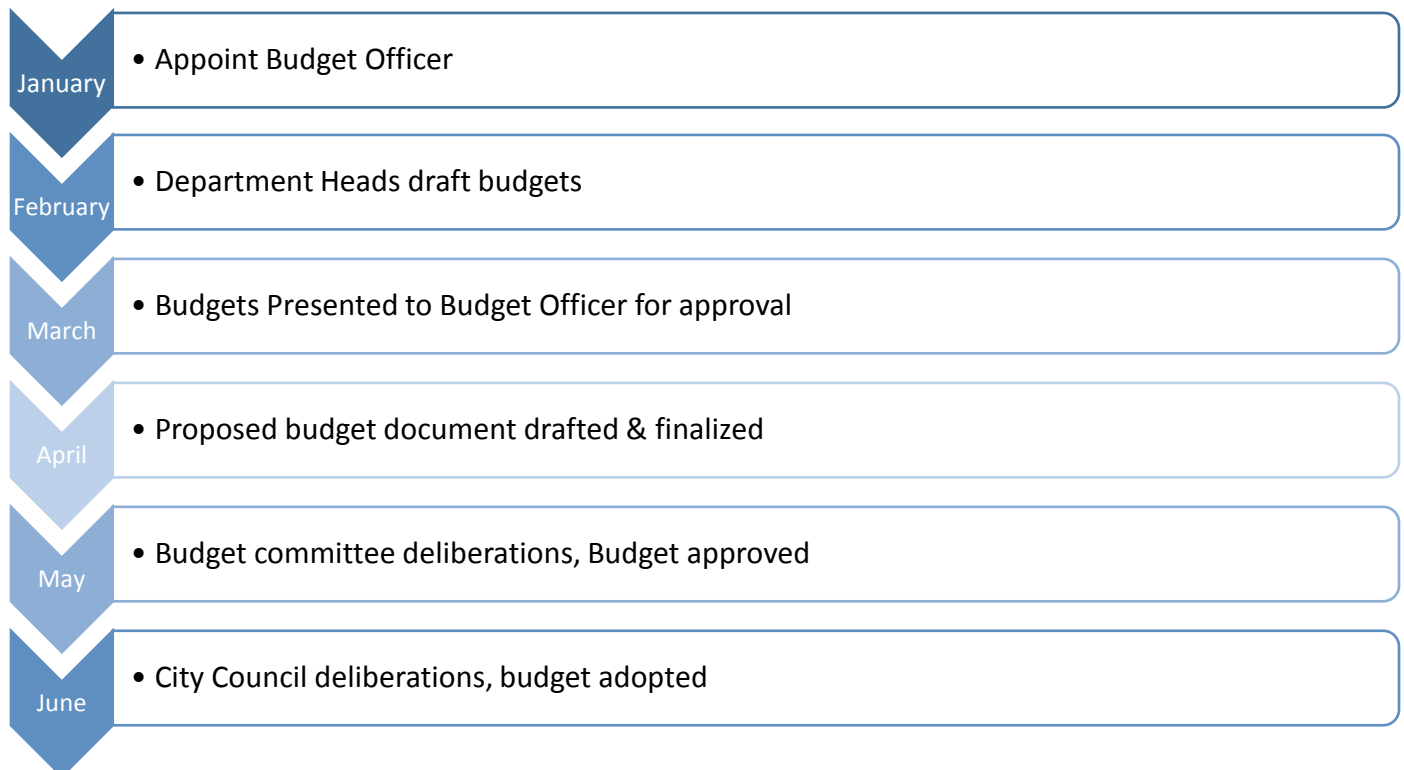 January
• Appoint Budget Officer
February
• Department Heads draft budgets
March
• Budgets Presented to Budget Officer for approval
April
• Proposed budget document drafted & finalized
May
• Budget committee deliberations, Budget approved
June
• City Council deliberations, budget adopted